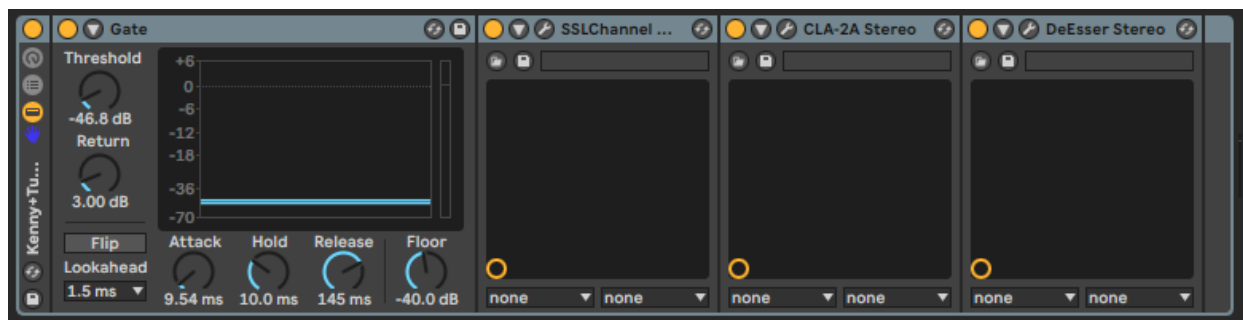 Gate
SSLChannel ...
CLA-2A Stereo
DeEsser Stereo
Kenny+Tu...
Threshold
-46.8 dB
Return
3.00 dB
Flip
Lookahead
1.5 ms
+6
0
-6
-12
-18
-36
-70
Attack
9.54 ms
Hold
10.0 ms
Release
145 ms
Floor
-40.0 dB
none
none
none
none
none
none